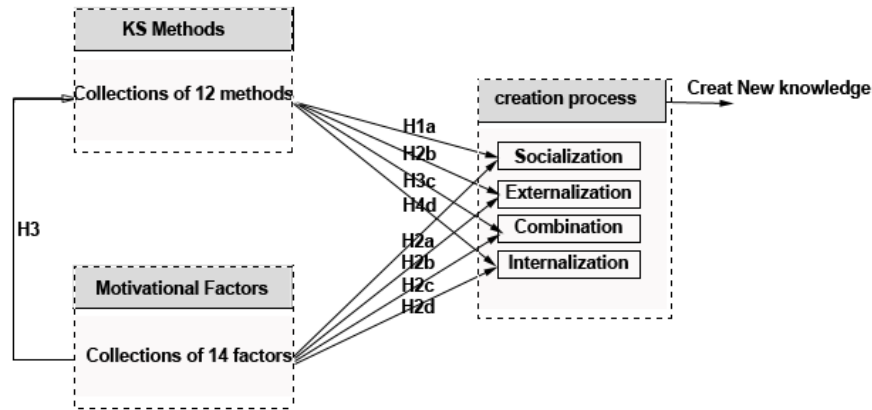 KS Methods
Collections of 12 methods
creation process
Creat New knowledge
H1a
H2b
H3c
H4d
Socialization
Externalization
Combination
Internalization
H3
H2a
H2b
H2c
H2d
Motivational Factors
Collections of 14 factors